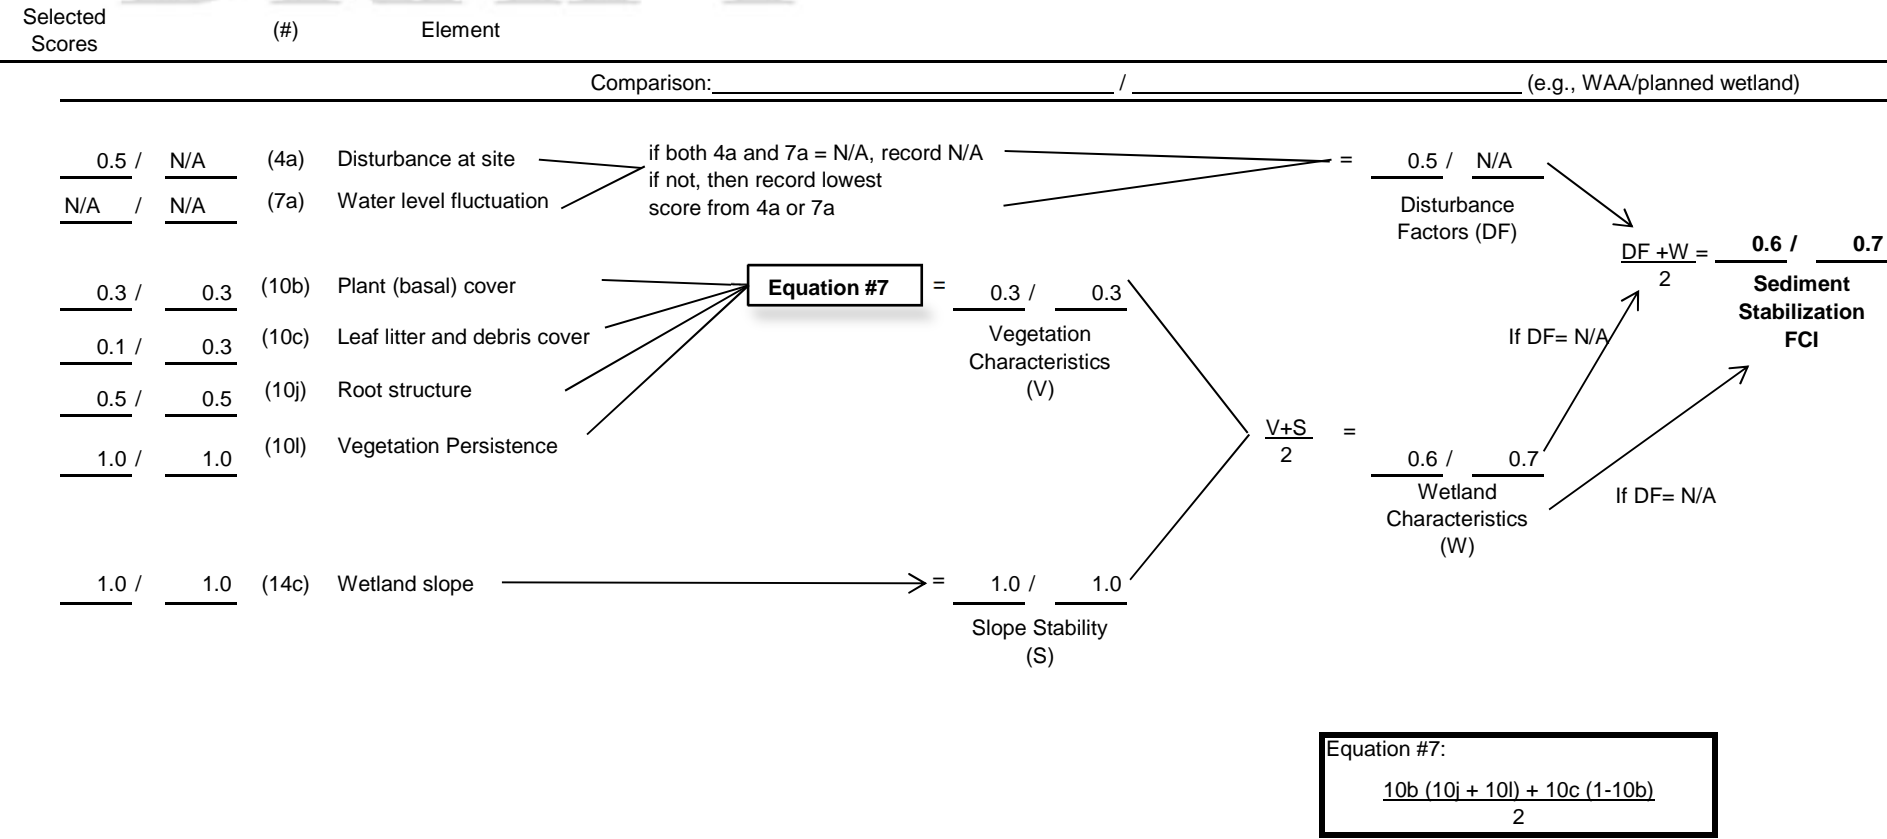 Selected
Scores
(#)
Element
Comparison: / (e.g., WAA/planned wetland)
0.5 / N/A (4a) Disturbance at site
N/A / N/A (7a) Water level fluctuation
if both 4a and 7a = N/A, record N/A
if not, then record lowest
score from 4a or 7a
= 0.5 / N/A
Disturbance
Factors (DF)
DF +W =
2
0.6 / 0.7
Sediment
Stabilization
FCI
0.3 / 0.3 (10b) Plant (basal) cover
0.1 / 0.3 (10c) Leaf litter and debris cover
0.5 / 0.5 (10j) Root structure
1.0 / 1.0 (10l) Vegetation Persistence
Equation #7
= 0.3 / 0.3
Vegetation
Characteristics
(V)
If DF= N/A
V+S =
2
0.6 / 0.7
Wetland
Characteristics
(W)
If DF= N/A
1.0 / 1.0 (14c) Wetland slope
= 1.0 / 1.0
Slope Stability
(S)
Equation #7:
10b (10j + 10l) + 10c (1-10b)
2